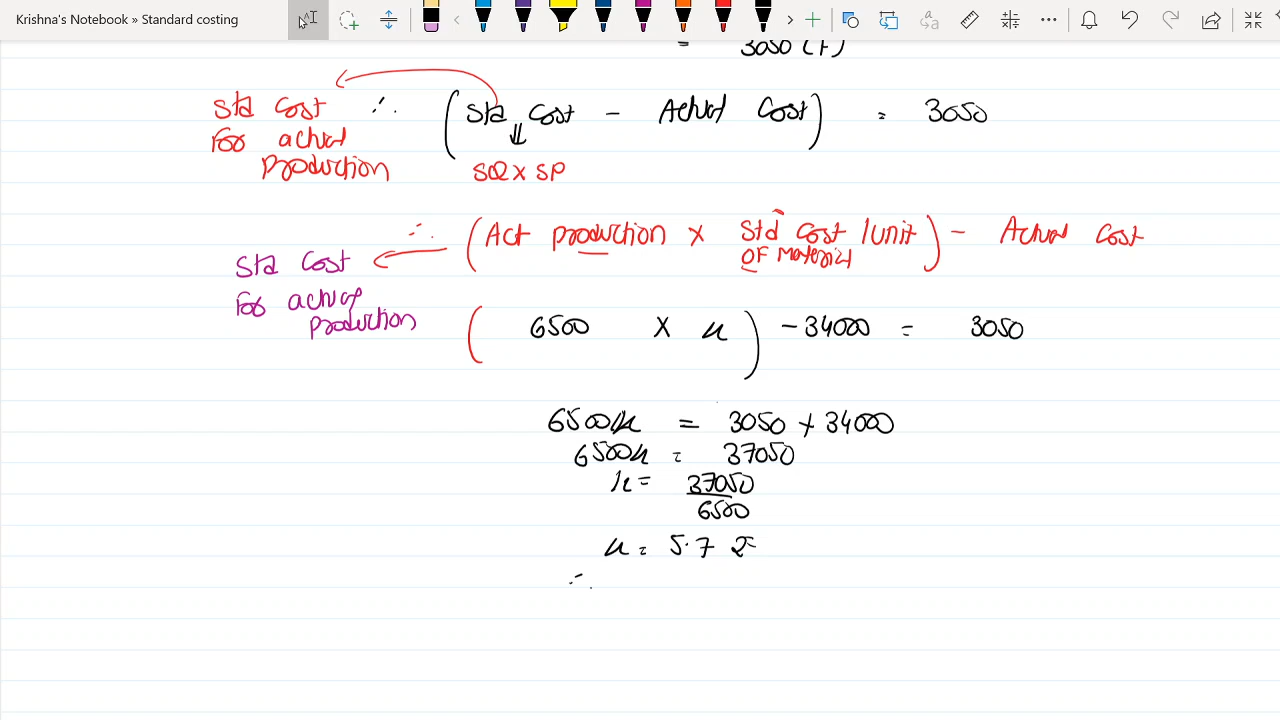 Krishna's Notebook » Standard costing
= 3050 (F)
Std Cost
For actual
Production
∴ (Std Cost - Actual Cost) = 3050
SQ x SP
∴ (Act production x Std Cost /unit) - Actual Cost
OF Material
Std Cost
For actual
production
( 6500 x u ) - 34000 = 3050
6500u = 3050 + 34000
6500u = 37050
u = 37050
6500
u = 5.7
∴